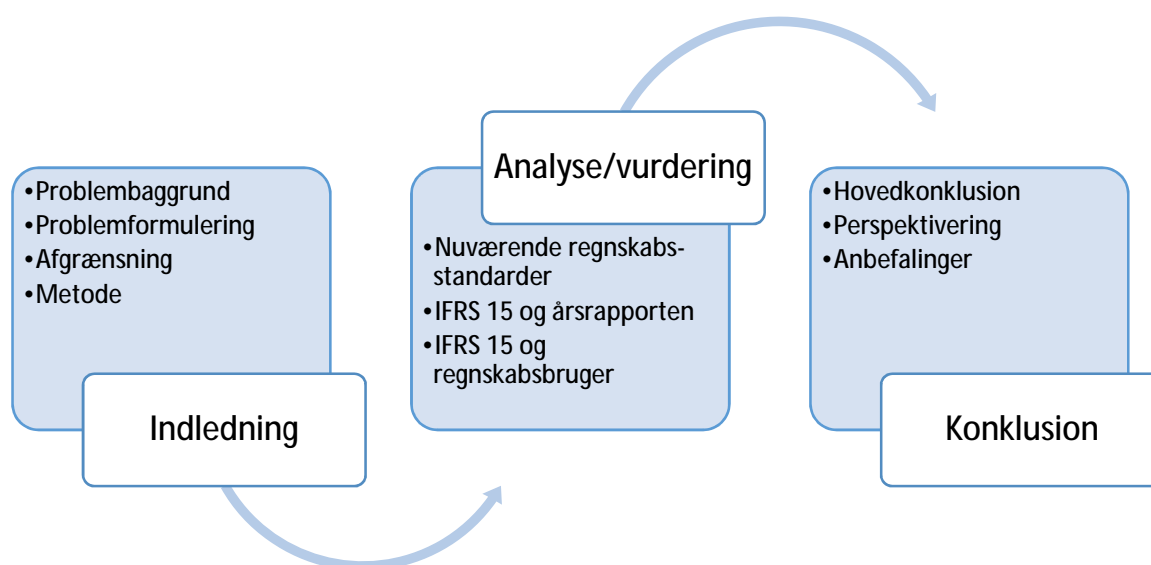 •Problembaggrund
•Problemformulering
•Afgrænsning
•Metode
Indledning
Analyse/vurdering
•Nuværende regnskabs-
standarder
•IFRS 15 og årsrapporten
•IFRS 15 og
regnskabsbruger
•Hovedkonklusion
•Perspektivering
•Anbefalinger
Konklusion